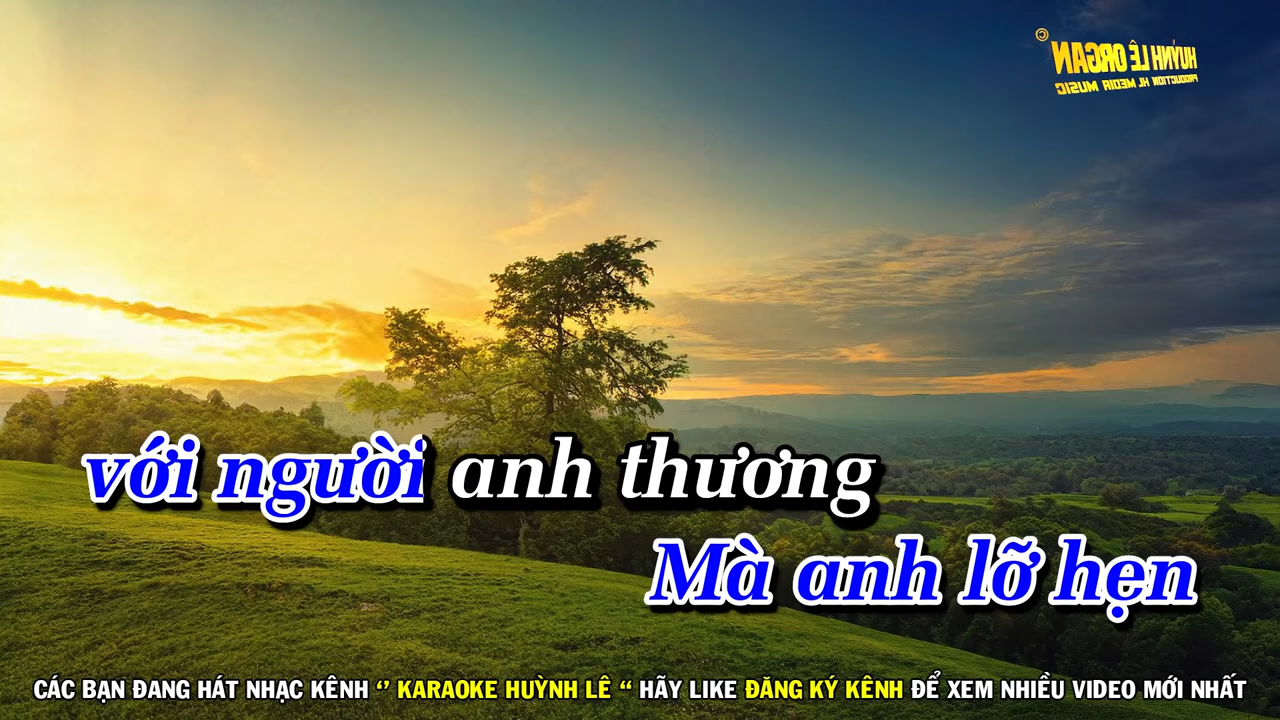 ©
HUỲNH LÊ ORGAN
PRODUCTION HL MEDIA MUSIC
với người anh thương
Mà anh lỡ hẹn
CÁC BẠN ĐANG HÁT NHẠC KÊNH ‘’ KARAOKE HUỲNH LÊ “ HÃY LIKE ĐĂNG KÝ KÊNH ĐỂ XEM NHIỀU VIDEO MỚI NHẤT